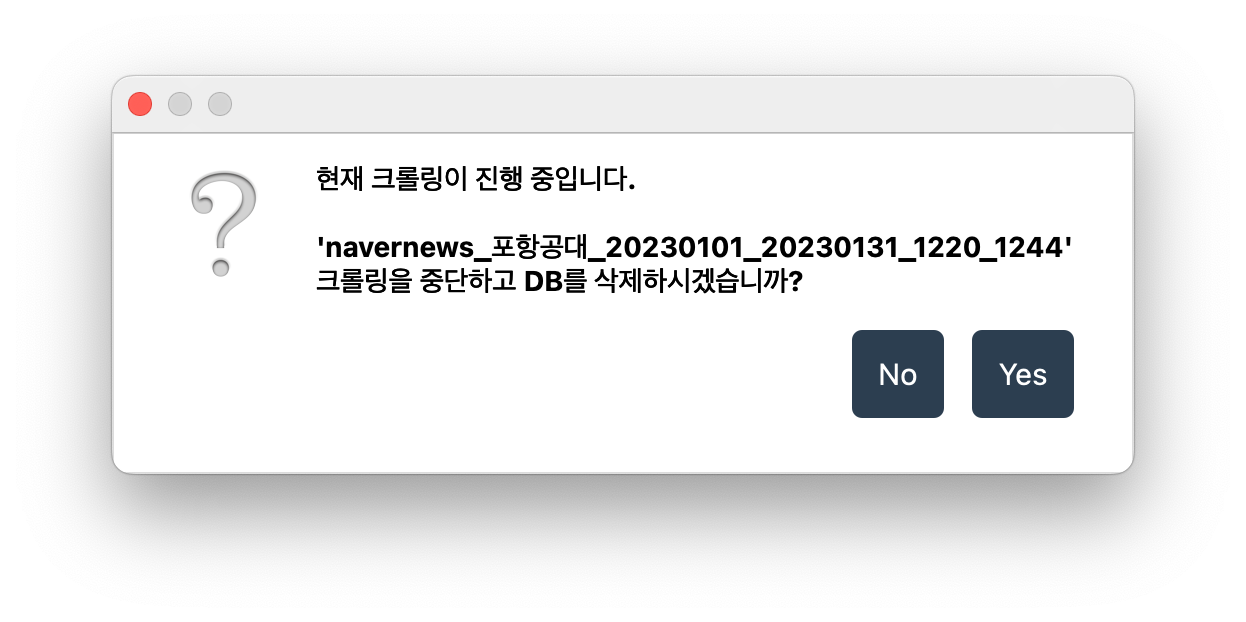 현재 크롤링이 진행 중입니다.
'navernews_포항공대_20230101_20230131_1220_1244'
크롤링을 중단하고 DB를 삭제하시겠습니까?
No Yes